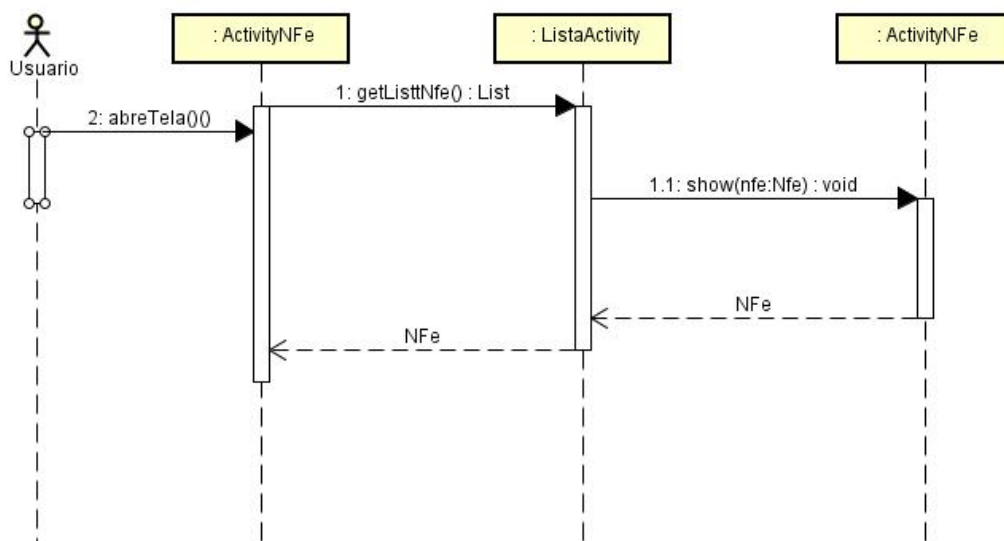 : ActivityNFe
: ListaActivity
: ActivityNFe
Usuario
1: getListtNfe() : List
2: abreTela()()
1.1: show(nfe:Nfe) : void
NFe
NFe